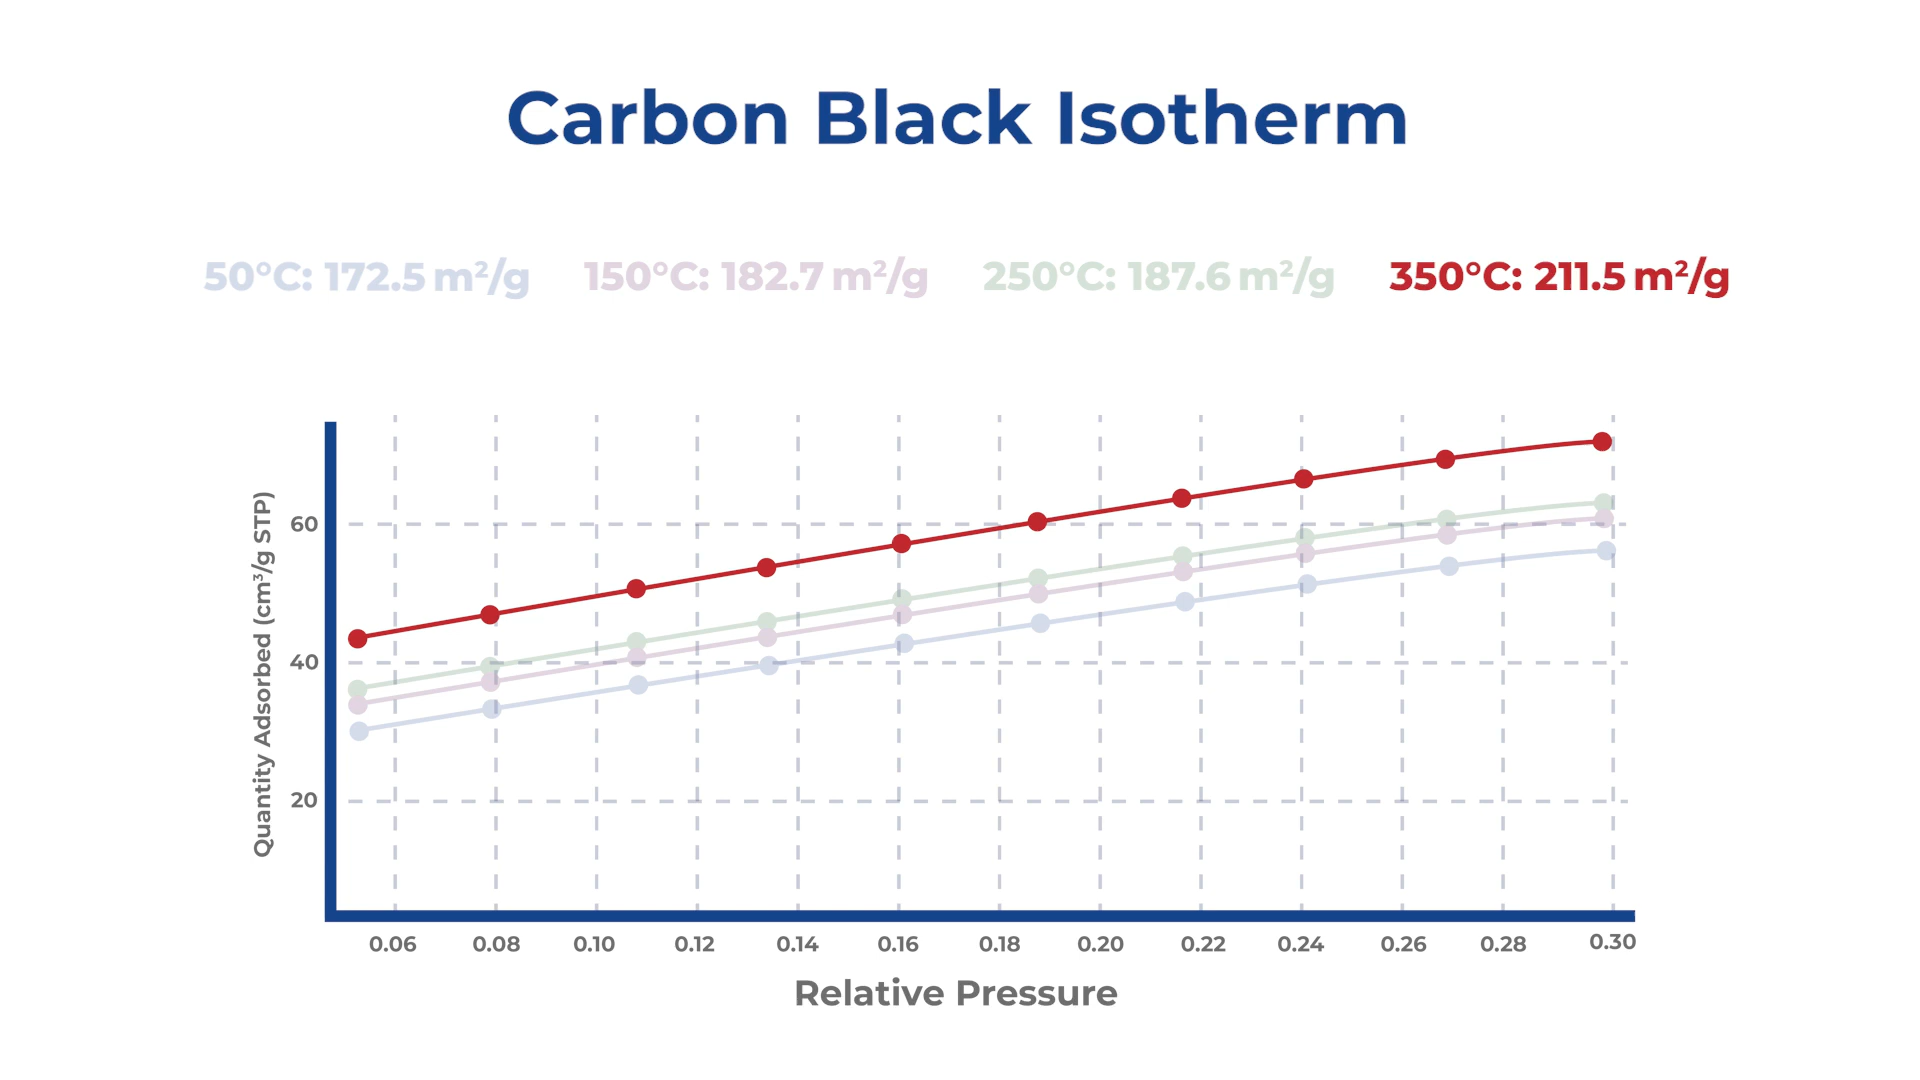 Carbon Black Isotherm
50°C: 172.5 m²/g 150°C: 182.7 m²/g 250°C: 187.6 m²/g 350°C: 211.5 m²/g
Quantity Adsorbed (cm³/g STP)
60
40
20
0.06 0.08 0.10 0.12 0.14 0.16 0.18 0.20 0.22 0.24 0.26 0.28 0.30
Relative Pressure